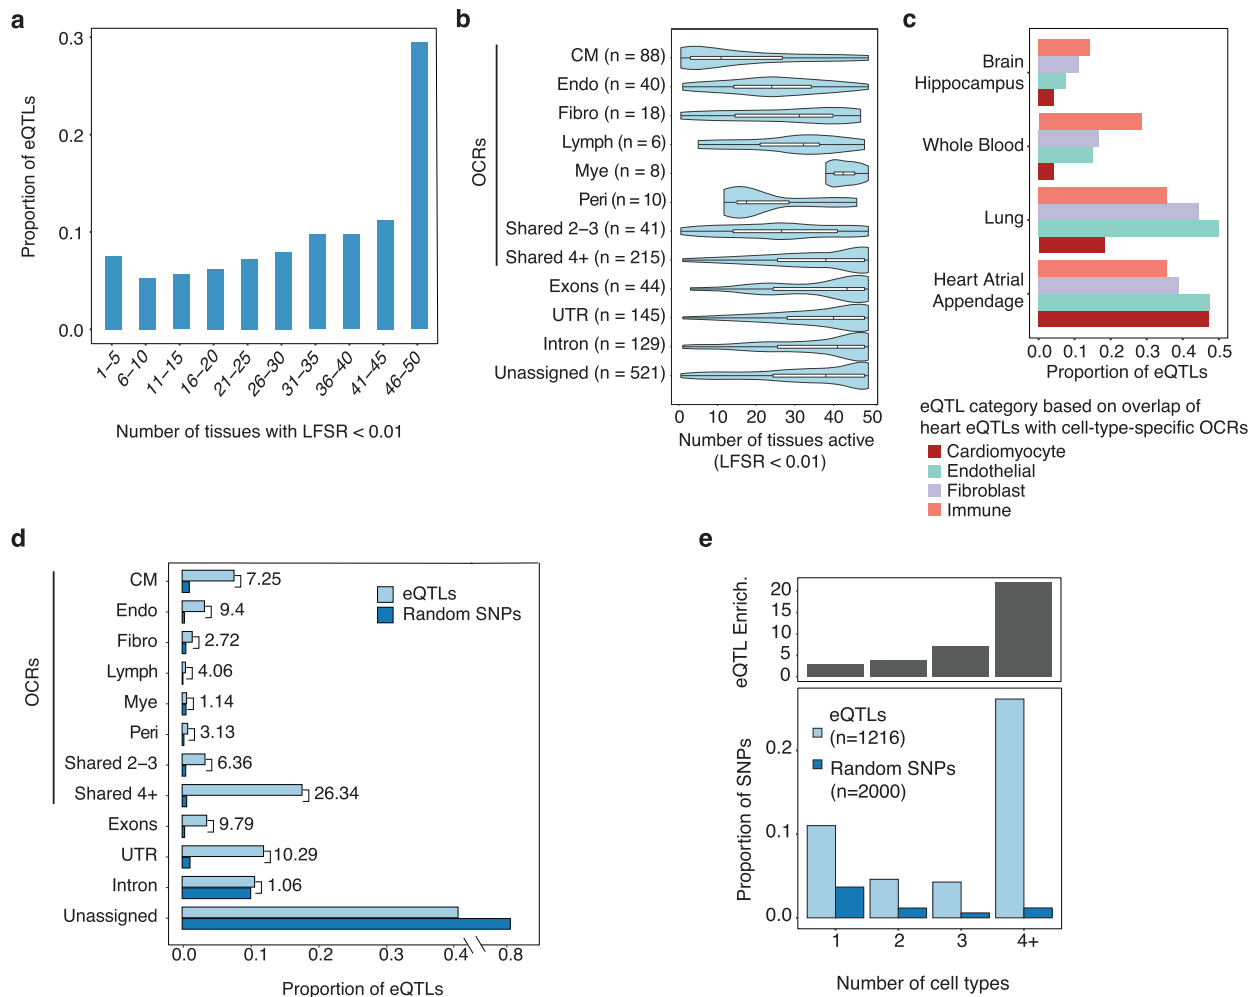 a
0.3
0.2
0.1
0.0
Proportion of eQTLs
1–5
6–10
11–15
16–20
21–25
26–30
31–35
36–40
41–45
46–50
Number of tissues with LFSR < 0.01
b
OCRs
CM (n = 88)
Endo (n = 40)
Fibro (n = 18)
Lymph (n = 6)
Mye (n = 8)
Peri (n = 10)
Shared 2–3 (n = 41)
Shared 4+ (n = 215)
Exons (n = 44)
UTR (n = 145)
Intron (n = 129)
Unassigned (n = 521)
0 10 20 30 40 50
Number of tissues active
(LFSR < 0.01)
c
Brain
Hippocampus
Whole Blood
Lung
Heart Atrial
Appendage
0.0 0.1 0.2 0.3 0.4 0.5
Proportion of eQTLs
eQTL category based on overlap of
heart eQTLs with cell-type-specific OCRs
Cardiomyocyte
Endothelial
Fibroblast
Immune
d
OCRs
CM 7.25
Endo 9.4
Fibro 2.72
Lymph 4.06
Mye 1.14
Peri 3.13
Shared 2–3 6.36
Shared 4+ 26.34
Exons 9.79
UTR 10.29
Intron 1.06
Unassigned
eQTLs
Random SNPs
0.0 0.1 0.2 0.3 0.4 0.8
Proportion of eQTLs
e
eQTL Enrich.
20
15
10
5
0
Proportion of SNPs
0.2
0.1
0.0
eQTLs
(n=1216)
Random SNPs
(n=2000)
1 2 3 4+
Number of cell types